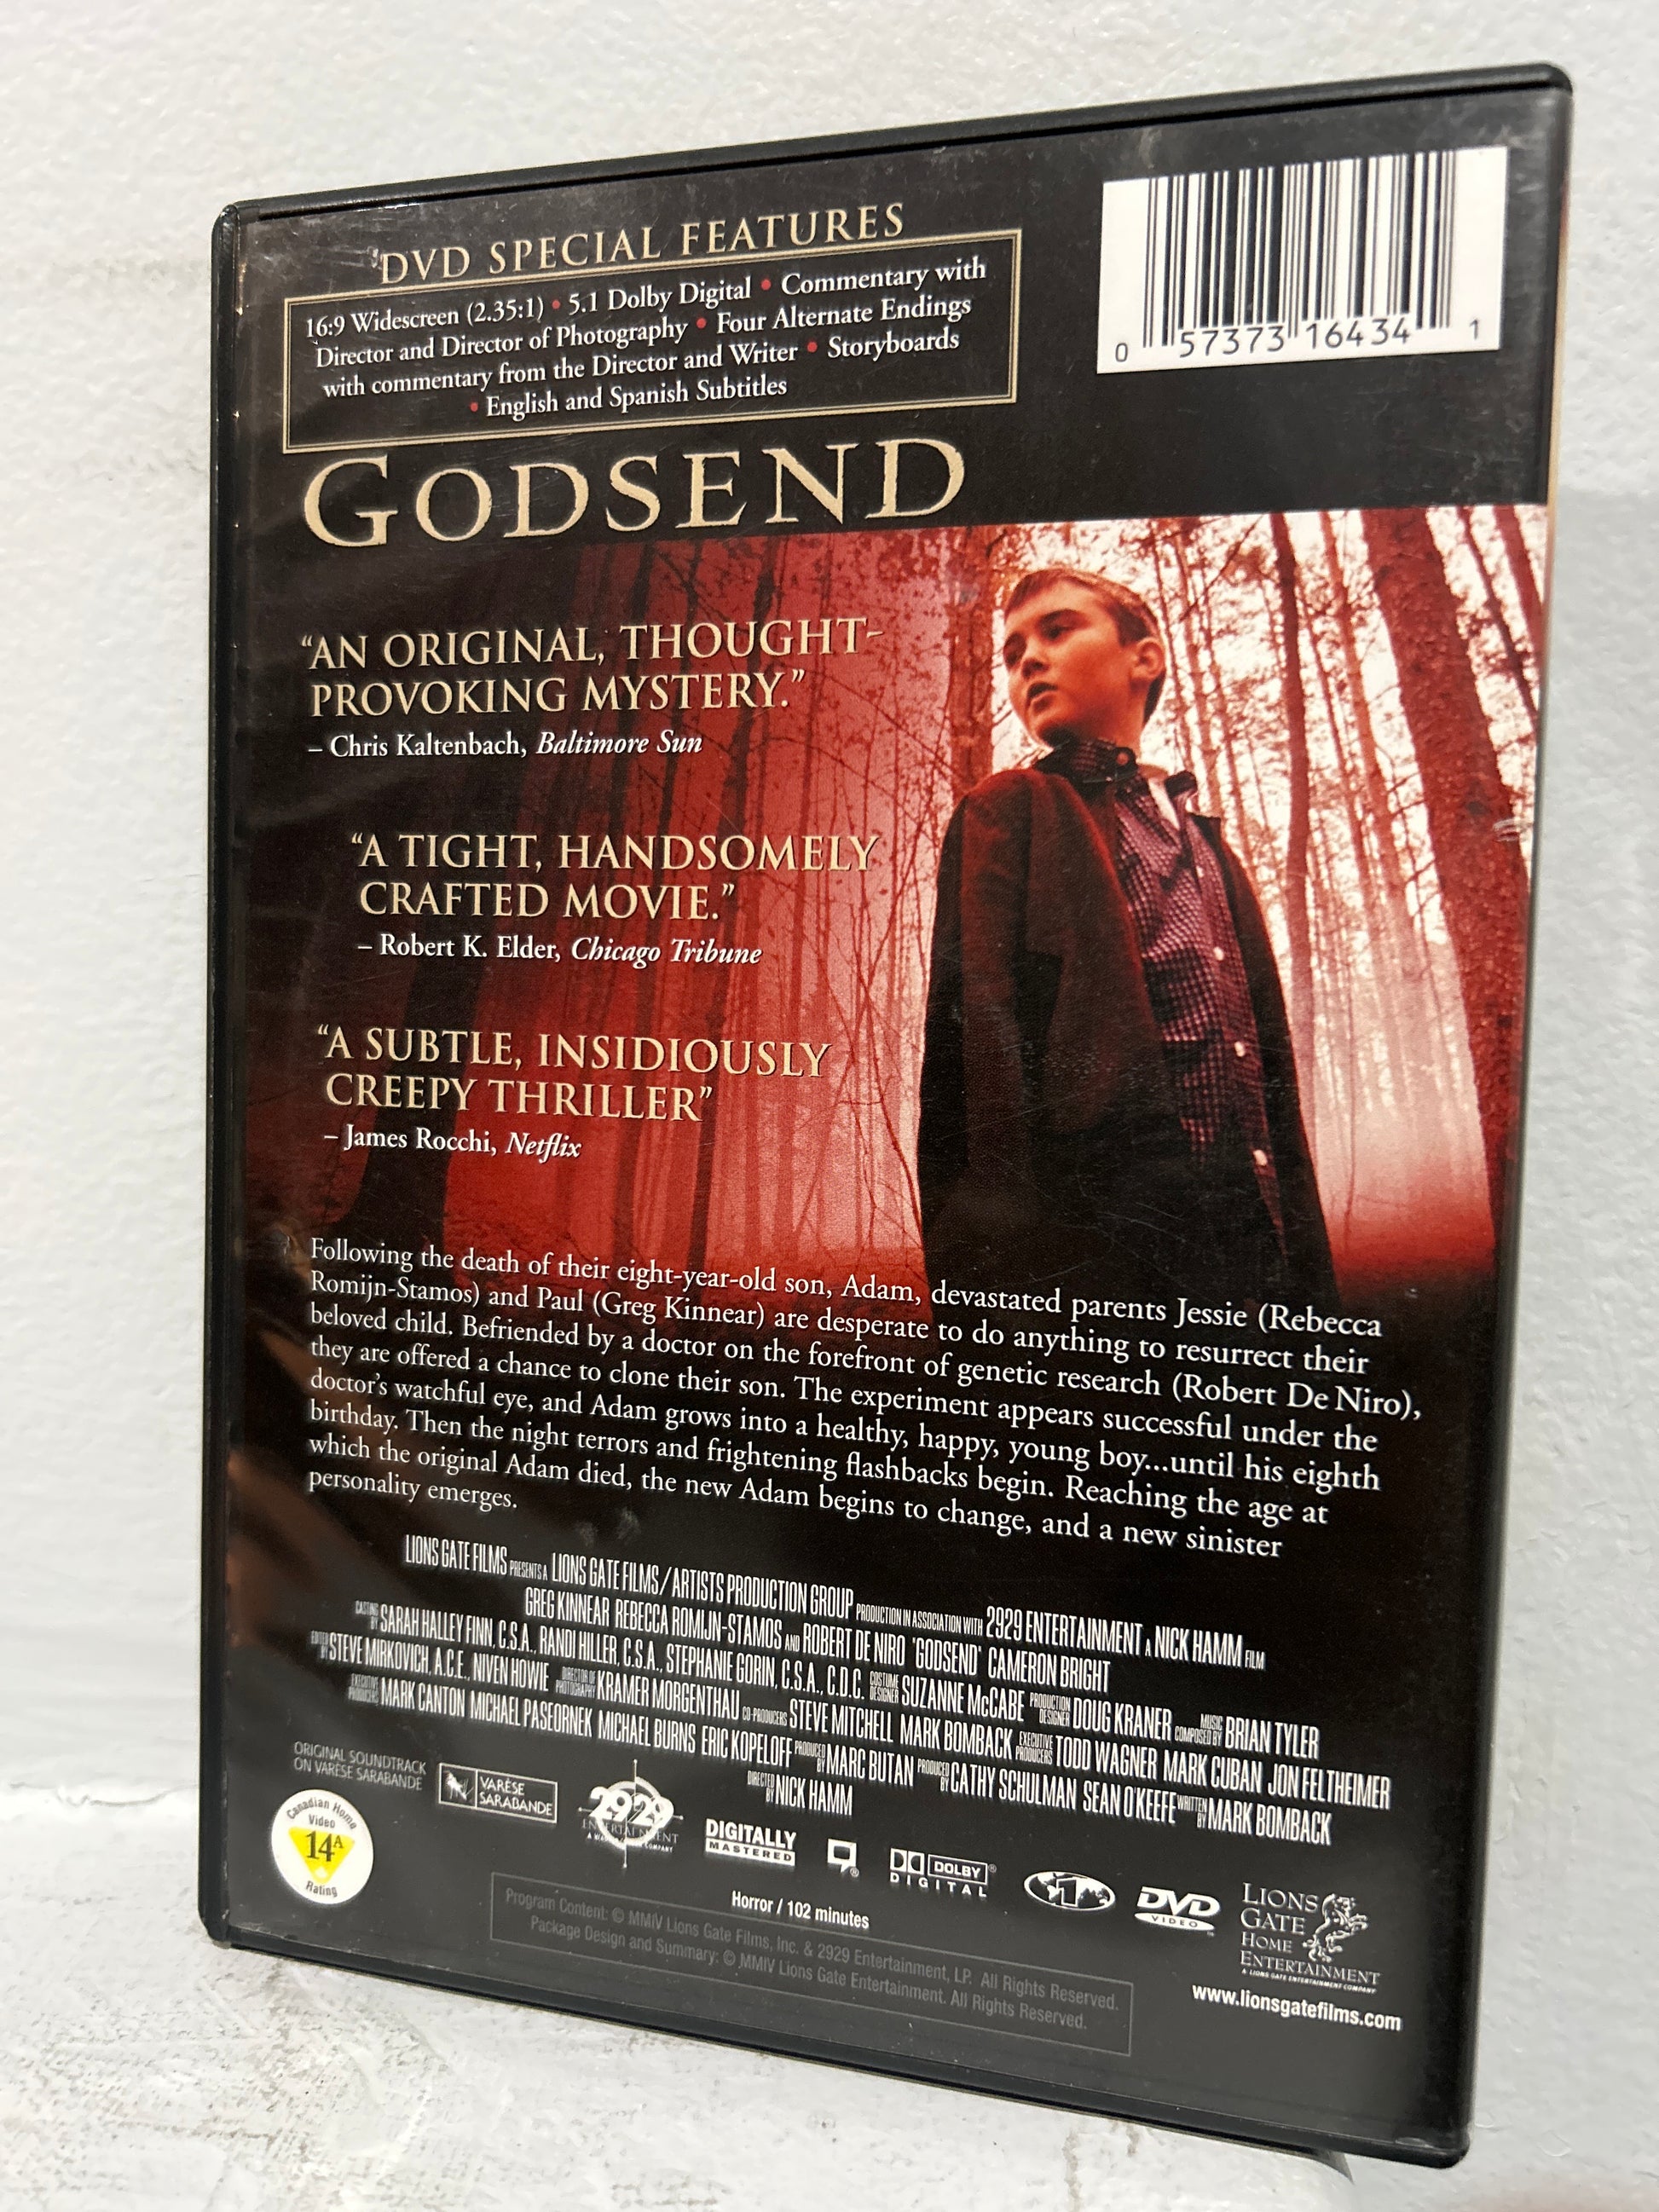 DVD SPECIAL FEATURES
16:9 Widescreen (2.35:1) • 5.1 Dolby Digital • Commentary with
Director and Director of Photography • Four Alternate Endings
with commentary from the Director and Writer • Storyboards
• English and Spanish Subtitles
0 57373 16434 1
GODSEND
“AN ORIGINAL, THOUGHT-
PROVOKING MYSTERY.”
– Chris Kaltenbach, Baltimore Sun
“A TIGHT, HANDSOMELY
CRAFTED MOVIE.”
– Robert K. Elder, Chicago Tribune
“A SUBTLE, INSIDIOUSLY
CREEPY THRILLER”
– James Rocchi, Netflix
Following the death of their eight-year-old son, Adam, devastated parents Jessie (Rebecca
Romijn-Stamos) and Paul (Greg Kinnear) are desperate to do anything to resurrect their
beloved child. Befriended by a doctor on the forefront of genetic research (Robert De Niro),
they are offered a chance to clone their son. The experiment appears successful under the
doctor's watchful eye, and Adam grows into a healthy, happy, young boy...until his eighth
birthday. Then the night terrors and frightening flashbacks begin. Reaching the age at
which the original Adam died, the new Adam begins to change, and a new sinister
personality emerges.
LIONS GATE FILMS PRESENTS A LIONS GATE FILMS/ARTISTS PRODUCTION GROUP PRODUCTION IN ASSOCIATION WITH 2929 ENTERTAINMENT A NICK HAMM FILM
GREG KINNEAR REBECCA ROMIJN-STAMOS AND ROBERT DE NIRO 'GODSEND' CAMERON BRIGHT
CASTING BY SARAH HALLEY FINN, C.S.A., RANDI HILLER, C.S.A., STEPHANIE GORIN, C.S.A., C.D.C. COSTUME DESIGNER SUZANNE McCABE PRODUCTION DESIGNER DOUG KRANER MUSIC COMPOSED BY BRIAN TYLER
EDITED BY STEVE MIRKOVICH, A.C.E., NIVEN HOWIE DIRECTOR OF PHOTOGRAPHY KRAMER MORGENTHAU CO-PRODUCERS STEVE MITCHELL MARK BOMBACK EXECUTIVE PRODUCERS TODD WAGNER MARK CUBAN JON FELTHEIMER
EXECUTIVE PRODUCERS MARK CANTON MICHAEL PASEORNEK MICHAEL BURNS ERIC KOPELOFF PRODUCED BY MARC BUTAN PRODUCED BY CATHY SCHULMAN SEAN O'KEEFE WRITTEN BY MARK BOMBACK
DIRECTED BY NICK HAMM
ORIGINAL SOUNDTRACK
ON VARÈSE SARABANDE
VARÈSE
SARABANDE
2929
ENTERTAINMENT
DIGITALLY
MASTERED
DOLBY
DIGITAL
1
DVD
VIDEO
LIONS
GATE
HOME
ENTERTAINMENT
A LIONS GATE ENTERTAINMENT COMPANY
www.lionsgatefilms.com
Canadian Home
Video
14A
Rating
Horror / 102 minutes
Program Content: © MMIV Lions Gate Films, Inc. & 2929 Entertainment, LP. All Rights Reserved.
Package Design and Summary: © MMIV Lions Gate Entertainment. All Rights Reserved.